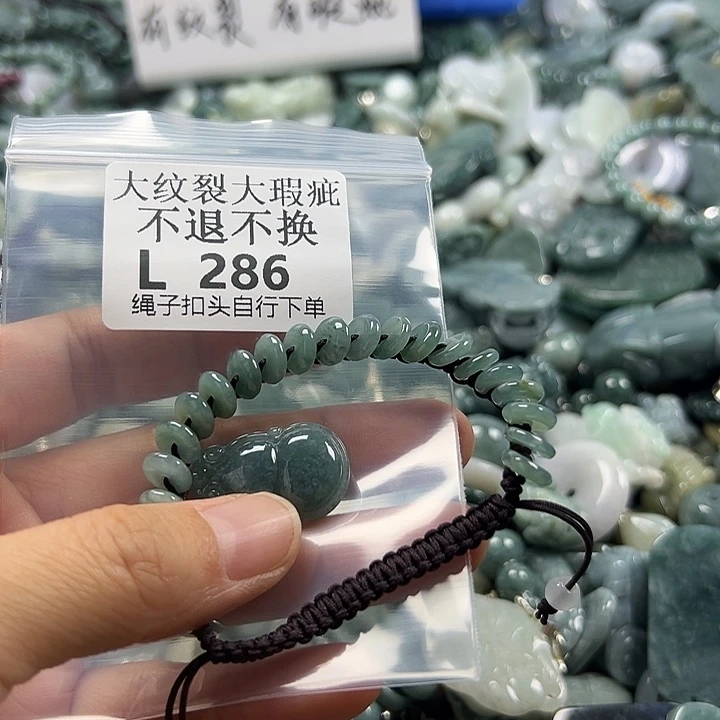 有纹裂 有瑕疵
大纹裂大瑕疵
不退不换
L 286
绳子扣头自行下单